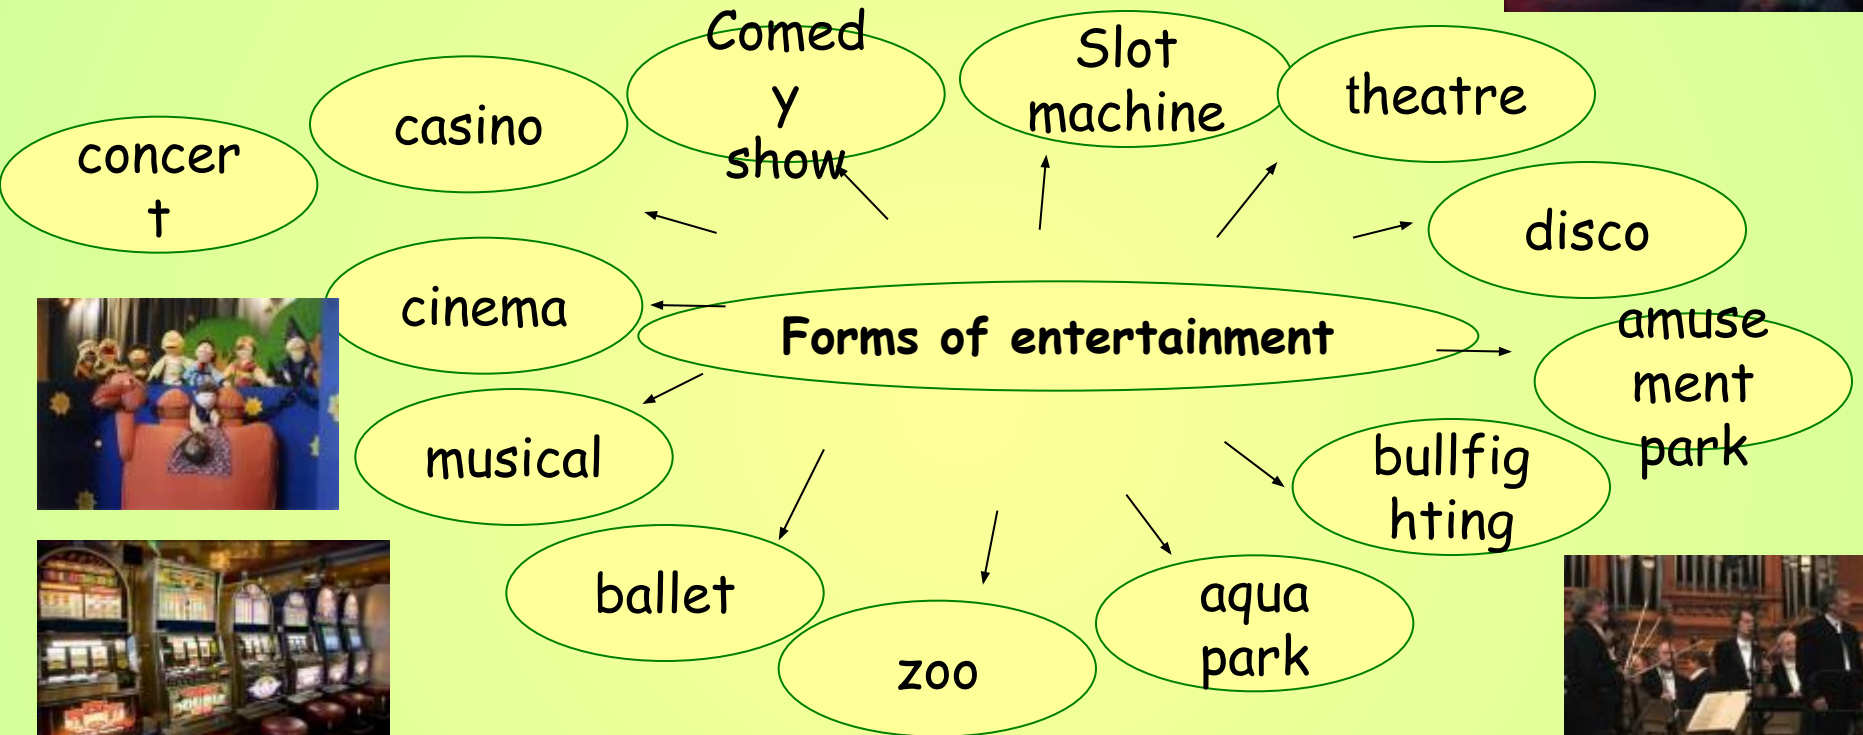 Comed
y
show
Slot
machine
theatre
casino
concer
t
disco
cinema
Forms of entertainment
amuse
ment
park
musical
bullfig
hting
ballet
aqua
park
zoo